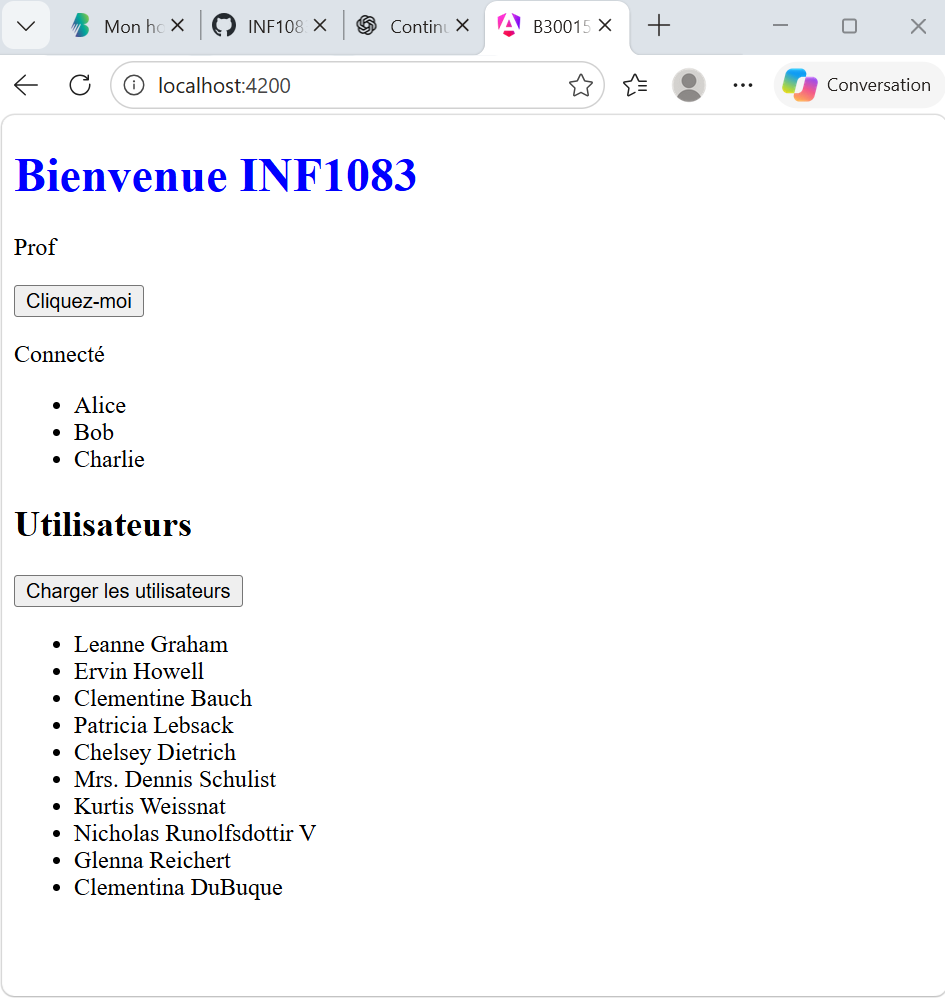 Mon ho
INF108
Contin
B30015
localhost:4200
Conversation
Bienvenue INF1083
Prof
Cliquez-moi
Connecté
Alice
Bob
Charlie
Utilisateurs
Charger les utilisateurs
Leanne Graham
Ervin Howell
Clementine Bauch
Patricia Lebsack
Chelsey Dietrich
Mrs. Dennis Schulist
Kurtis Weissnat
Nicholas Runolfsdottir V
Glenna Reichert
Clementina DuBuque